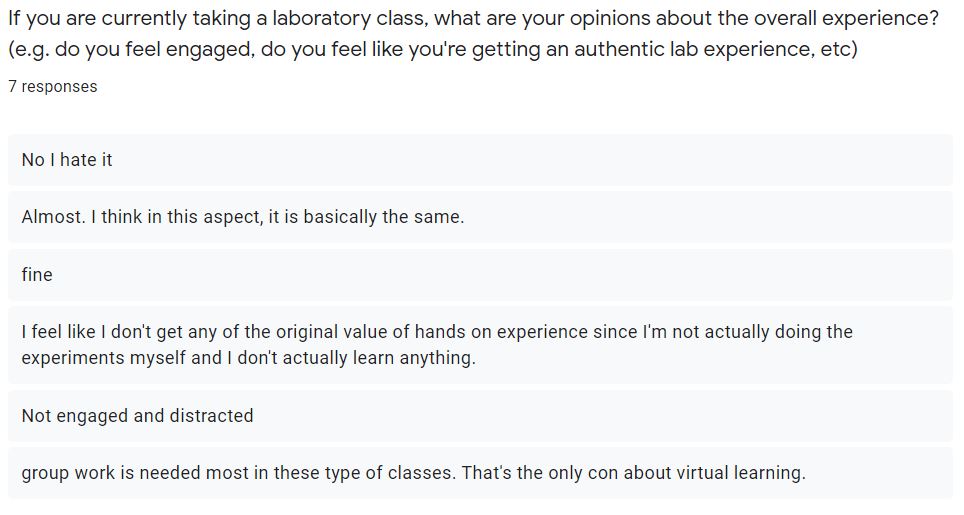 If you are currently taking a laboratory class, what are your opinions about the overall experience?
(e.g. do you feel engaged, do you feel like you're getting an authentic lab experience, etc)
7 responses
No I hate it
Almost. I think in this aspect, it is basically the same.
fine
I feel like I don't get any of the original value of hands on experience since I'm not actually doing the
experiments myself and I don't actually learn anything.
Not engaged and distracted
group work is needed most in these type of classes. That's the only con about virtual learning.